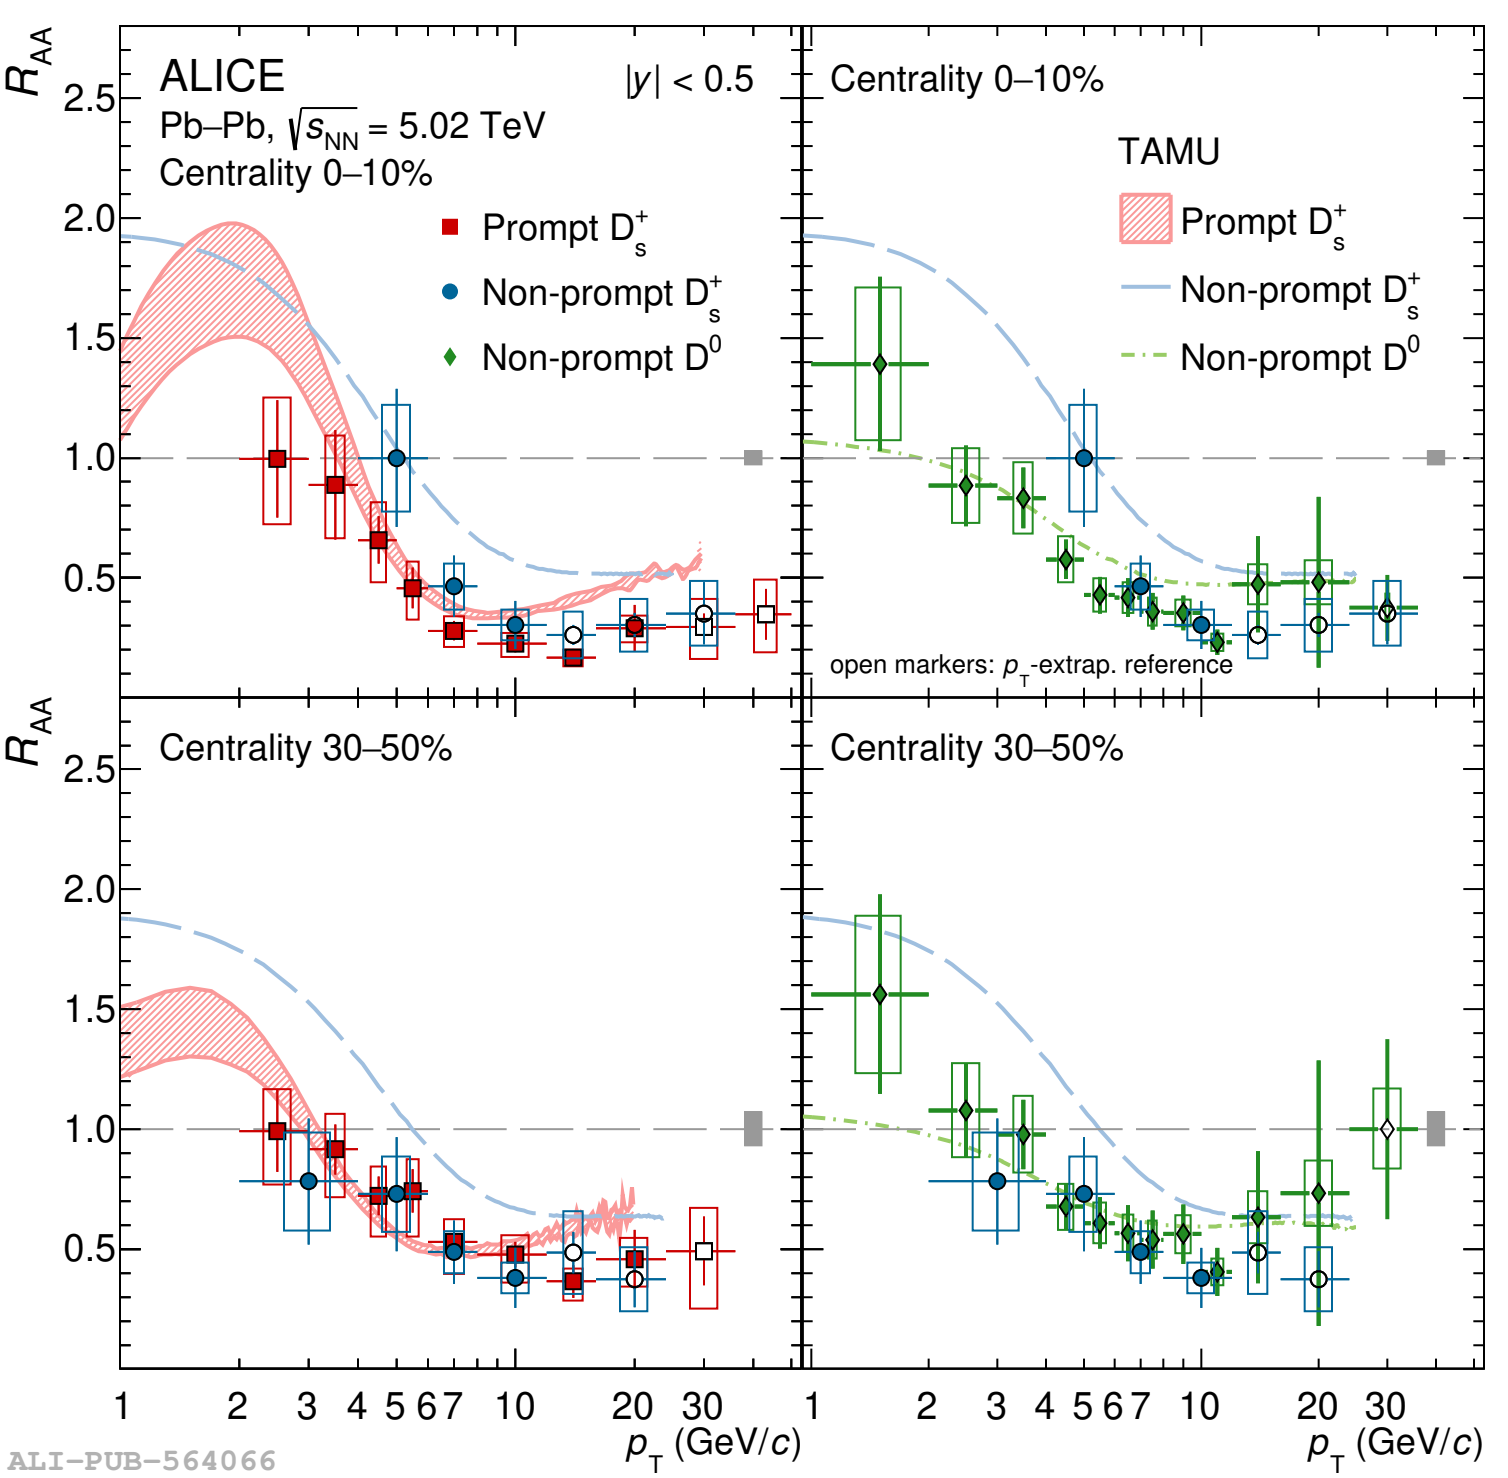 R_AA
ALICE
|y| < 0.5
Pb–Pb, √s_NN = 5.02 TeV
Centrality 0–10%
Prompt D_s^+
Non-prompt D_s^+
Non-prompt D^0
2.5
2.0
1.5
1.0
0.5
Centrality 0–10%
TAMU
Prompt D_s^+
Non-prompt D_s^+
Non-prompt D^0
open markers: p_T-extrap. reference
R_AA
Centrality 30–50%
2.5
2.0
1.5
1.0
0.5
Centrality 30–50%
1 2 3 4 5 6 7 10 20 30
p_T (GeV/c)
1 2 3 4 5 6 7 10 20 30
p_T (GeV/c)
ALI-PUB-564066